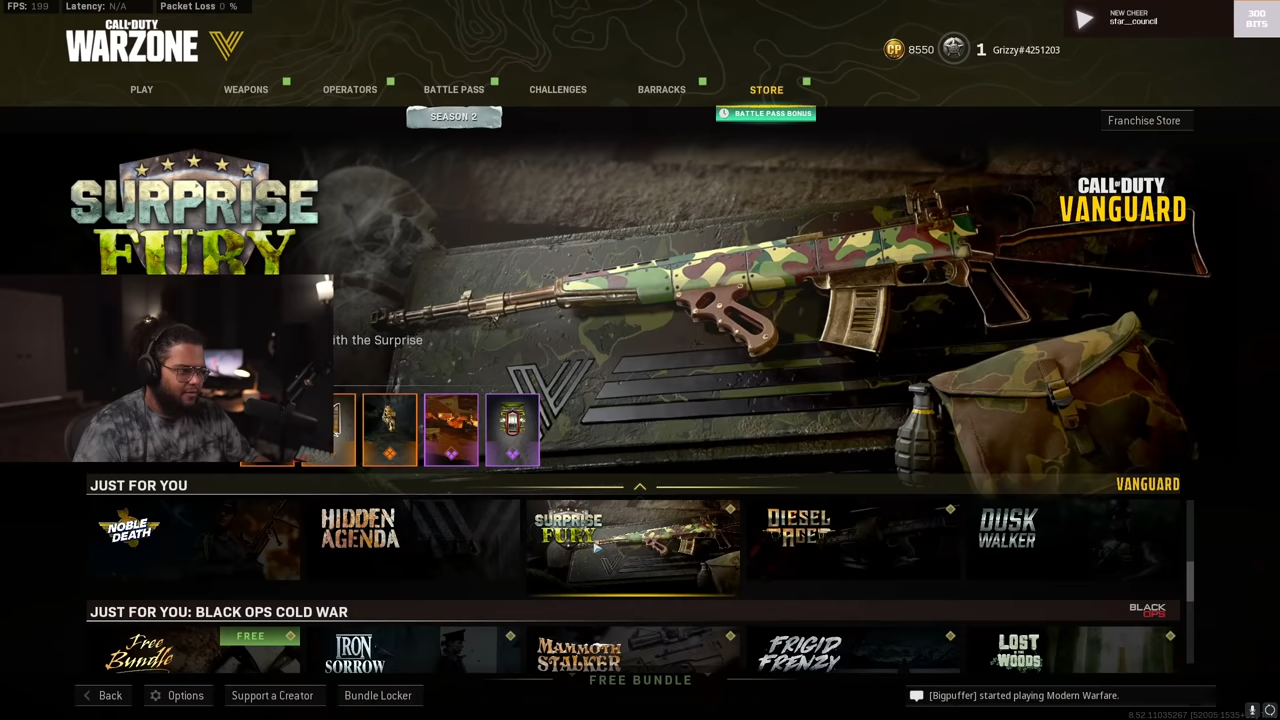 FPS: 199 Latency: N/A Packet Loss 0 %
NEW CHEER
star__council
300
BITS
CALL·DUTY
WARZONE
CP 8550 1 Grizzy#4251203
PLAY WEAPONS OPERATORS BATTLE PASS CHALLENGES BARRACKS STORE
SEASON 2
BATTLE PASS BONUS
Franchise Store
SURPRISE
FURY
CALL·DUTY
VANGUARD
ith the Surprise
JUST FOR YOU
VANGUARD
NOBLE
DEATH
HIDDEN
AGENDA
SURPRISE
FURY
DIESEL
RAGE
DUSK
WALKER
JUST FOR YOU: BLACK OPS COLD WAR
BLACK
OPS
Free
Bundle
FREE
IRON
SORROW
MAMMOTH
STALKER
FRIGID
FRENZY
LOST
IN THE
WOODS
FREE BUNDLE
Back Options Support a Creator Bundle Locker
[Bigpuffer] started playing Modern Warfare.